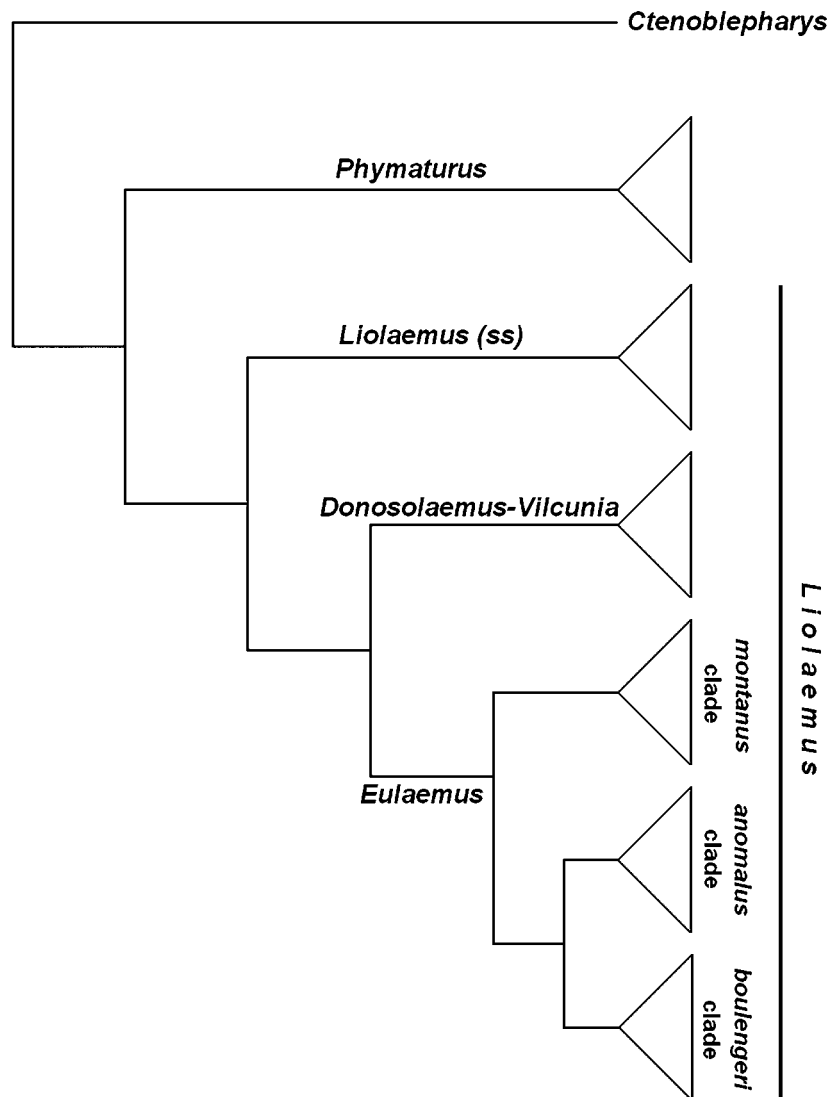 Ctenoblepharys
Phymaturus
Liolaemus (ss)
Donosolaemus-Vilcunia
Eulaemus
montanus
clade
anomalus
clade
boulengeri
clade
Liolaemus